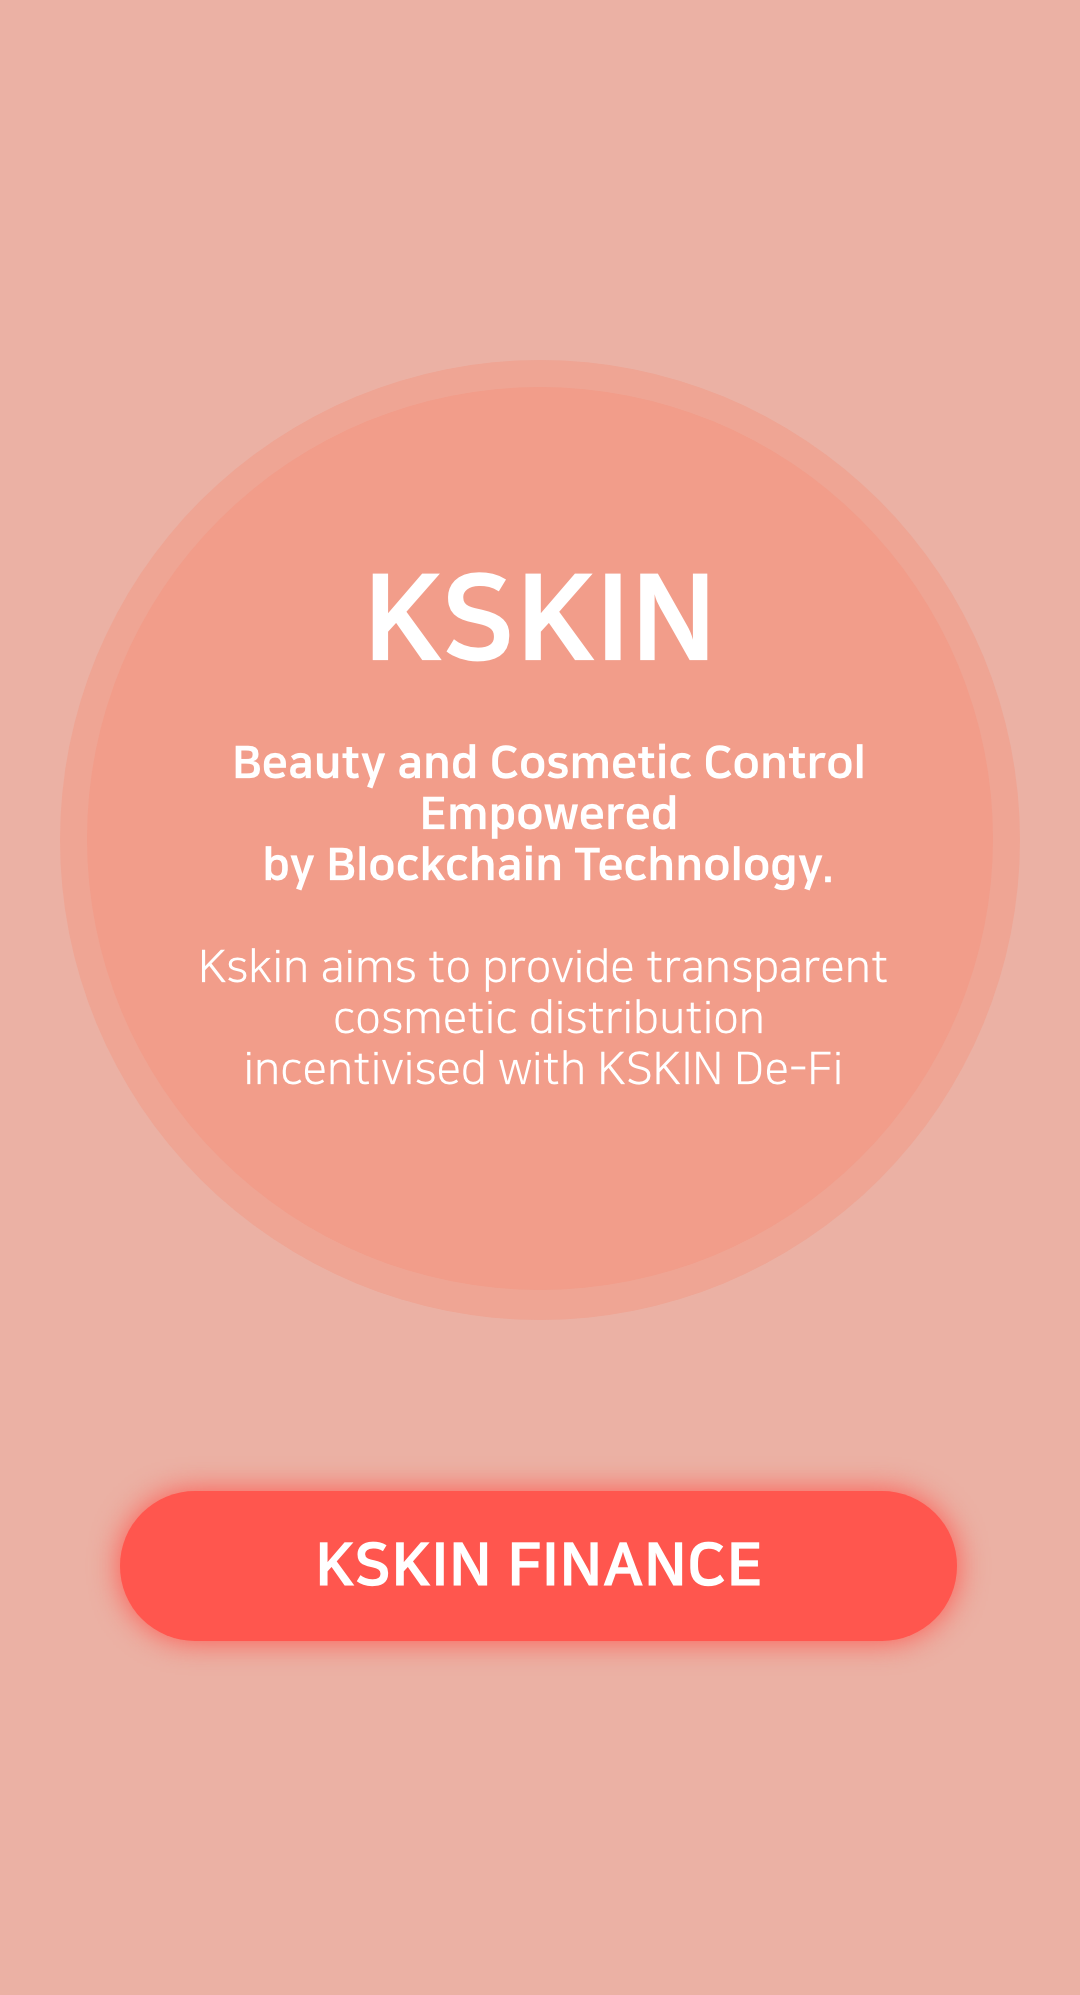 KSKIN
Beauty and Cosmetic Control
Empowered
by Blockchain Technology.
Kskin aims to provide transparent
cosmetic distribution
incentivised with KSKIN De-Fi
KSKIN FINANCE